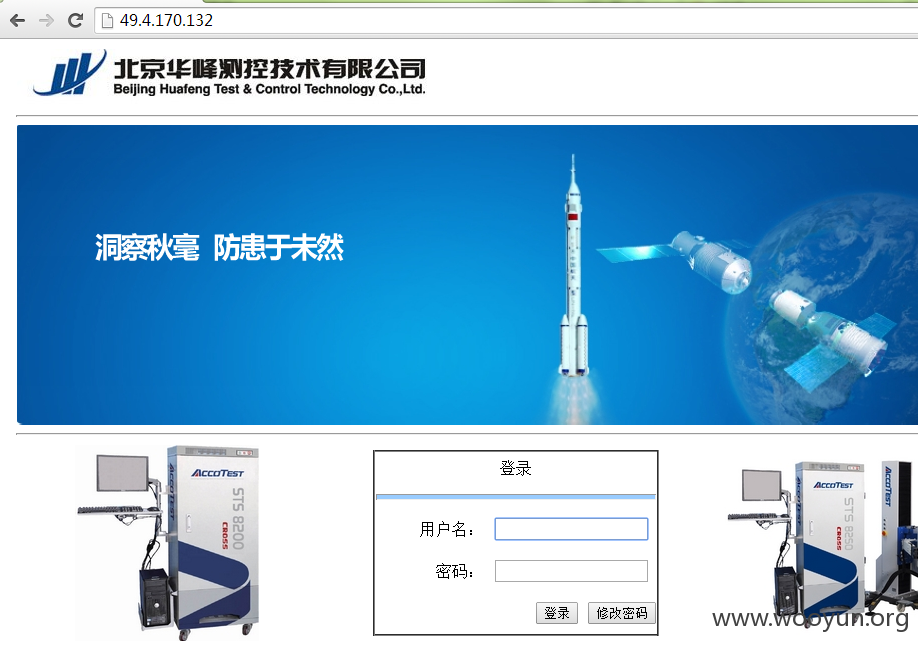 49.4.170.132
北京华峰测控技术有限公司
Beijing Huafeng Test & Control Technology Co.,Ltd.
洞察秋毫 防患于未然
登录
用户名：
密码：
登录 修改密码
ACCOTEST
STS 8200
CROSS
ACCOTEST
STS 8250
CROSS
ACCOTEST
www.wooyun.org